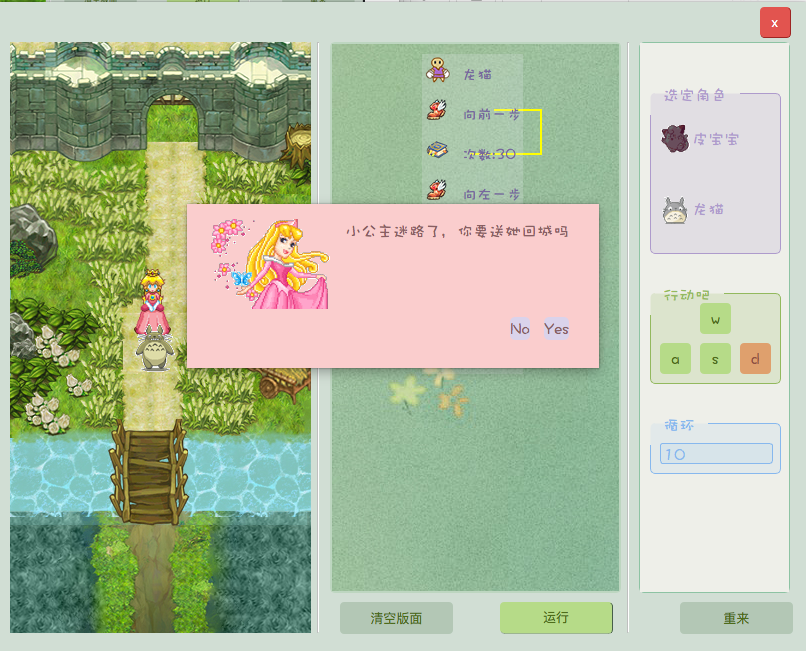 x
龙猫
向前一步
次数:30
向左一步
小公主迷路了，你要送她回城吗
No Yes
选定角色
皮宝宝
龙猫
行动吧
w
a s d
循环
10
清空版面
运行
重来